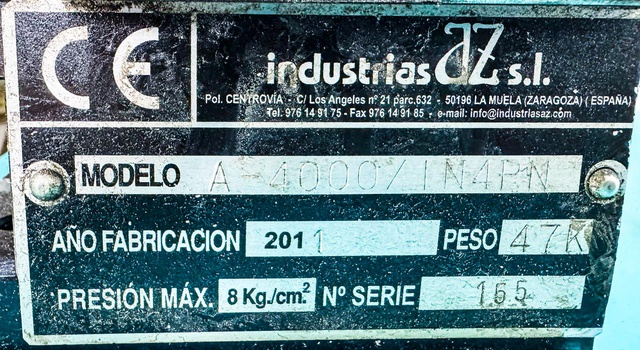 CE
industrias aZ s.l.
Pol. CENTROVÍA - C/ Los Angeles nº 21 parc.632 - 50196 LA MUELA (ZARAGOZA) (ESPAÑA)
Tel. 976 14 91 75 - Fax 976 14 91 85 - e-mail: info@industriasaz.com
MODELO A-4000/IN4PN
AÑO FABRICACION 2011 PESO 47K
PRESIÓN MÁX. 8 Kg./cm.² Nº SERIE 155